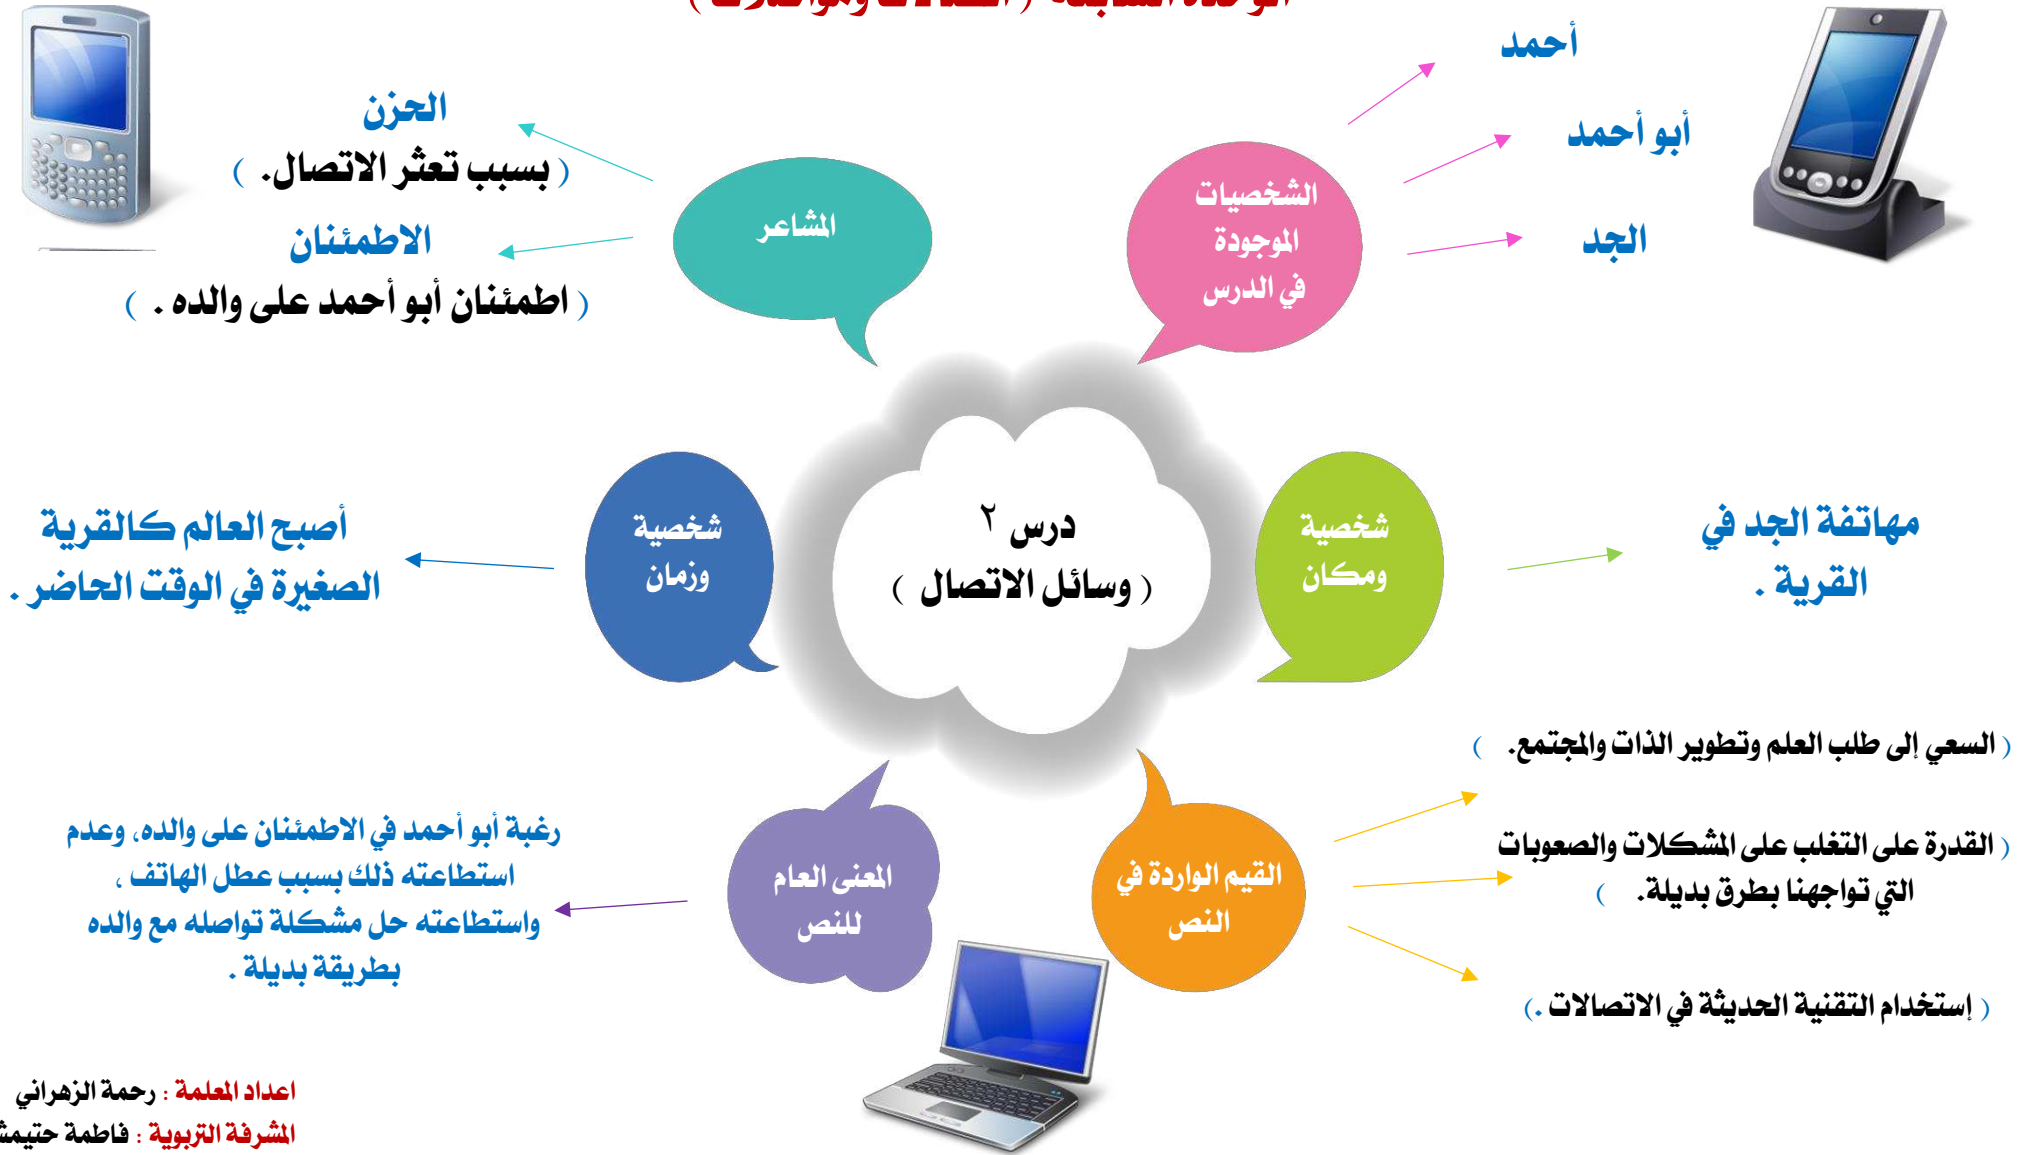 الوحدة السابعة ( اتصالات ومواصلات )
أحمد
أبو أحمد
الجد
الشخصيات
الموجودة
في الدرس
المشاعر
الحزن
( بسبب تعثر الاتصال. )
الاطمئنان
( اطمئنان أبو أحمد على والده . )
درس ٢
( وسائل الاتصال )
شخصية
ومكان
مهاتفة الجد في
القرية .
شخصية
وزمان
أصبح العالم كالقرية
الصغيرة في الوقت الحاضر .
القيم الواردة في
النص
( السعي إلى طلب العلم وتطوير الذات والمجتمع. )
( القدرة على التغلب على المشكلات والصعوبات
التي تواجهنا بطرق بديلة. )
( إستخدام التقنية الحديثة في الاتصالات .)
المعنى العام
للنص
رغبة أبو أحمد في الاطمئنان على والده، وعدم
استطاعته ذلك بسبب عطل الهاتف ،
واستطاعته حل مشكلة تواصله مع والده
بطريقة بديلة .
اعداد المعلمة : رحمة الزهراني
المشرفة التربوية : فاطمة